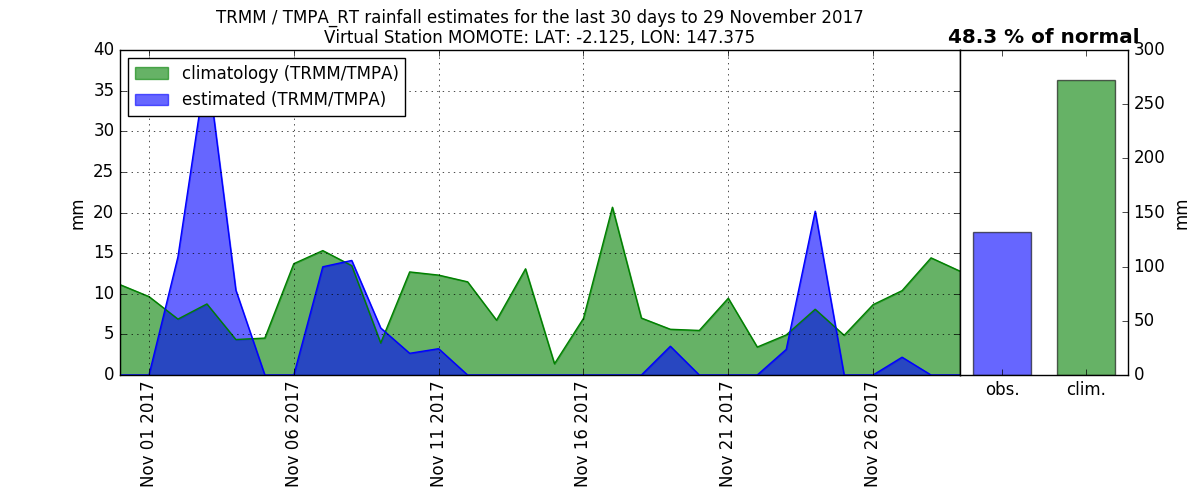 TRMM / TMPA_RT rainfall estimates for the last 30 days to 29 November 2017
Virtual Station MOMOTE: LAT: -2.125, LON: 147.375
48.3 % of normal
climatology (TRMM/TMPA)
estimated (TRMM/TMPA)
mm
40
35
30
25
20
15
10
5
0
Nov 01 2017
Nov 06 2017
Nov 11 2017
Nov 16 2017
Nov 21 2017
Nov 26 2017
300
250
200
150
100
50
0
mm
obs.
clim.